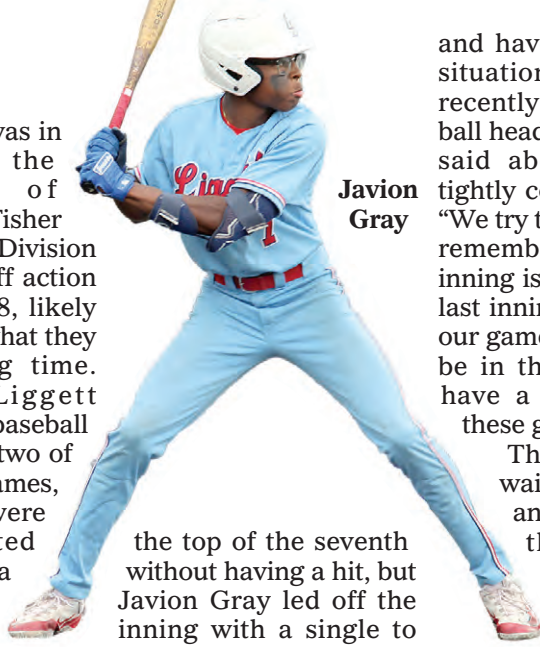 was in
the
of
isher
Division
ff action
8, likely
hat they
g time.
Liggett
baseball
two of
ames,
were
ted
a
the top of the seventh
without having a hit, but
Javion Gray led off the
inning with a single to
Javion
Gray
7
and hav
situation
recently
ball head
said ab
tightly co
“We try t
rememb
inning is
last innin
our game
be in th
have a
these g
Th
wai
an
th